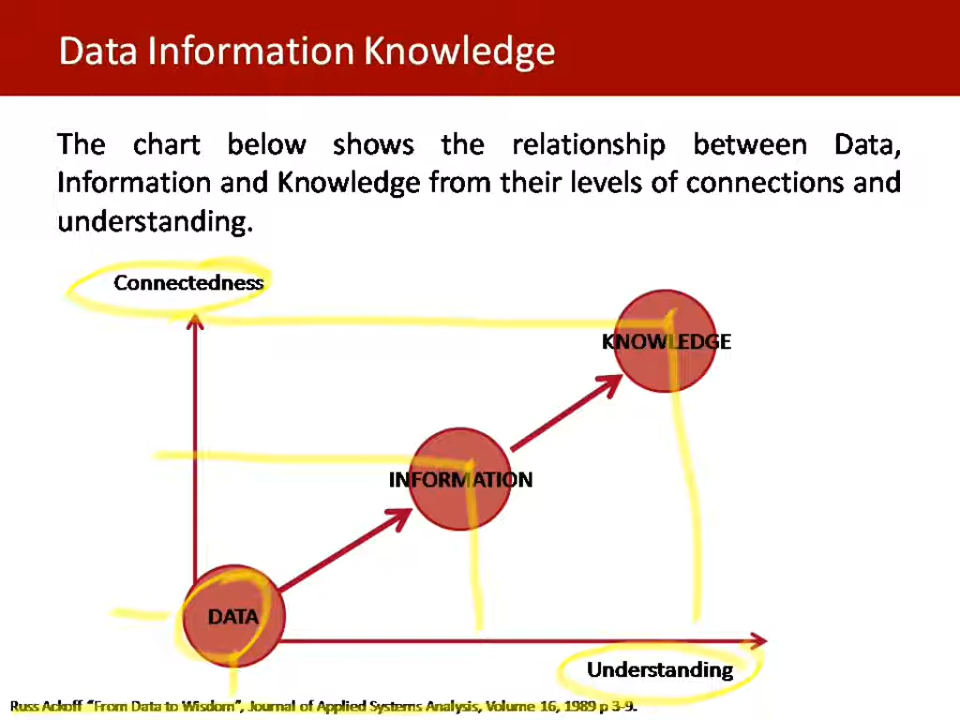 Data Information Knowledge
The chart below shows the relationship between Data,
Information and Knowledge from their levels of connections and
understanding.
Connectedness
KNOWLEDGE
INFORMATION
DATA
Understanding
Russ Ackoff "From Data to Wisdom", Journal of Applied Systems Analysis, Volume 16, 1989 p 3-9.